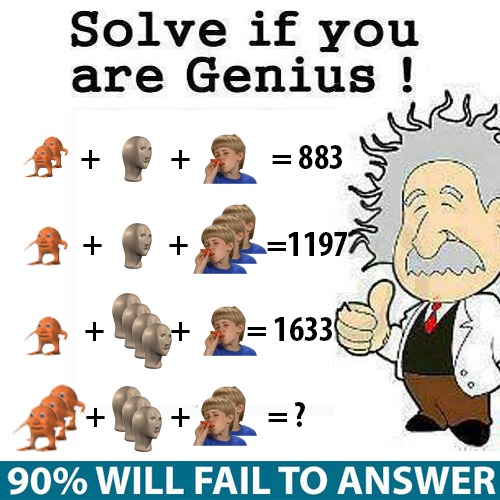 Solve if you
are Genius !
+ + = 883
+ + =1197
+ + = 1633
+ + = ?
90% WILL FAIL TO ANSWER